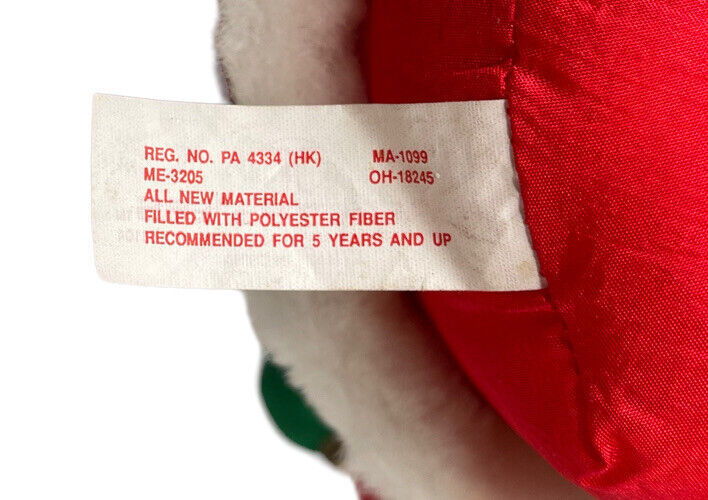 REG. NO. PA 4334 (HK) MA-1099
ME-3205 OH-18245
ALL NEW MATERIAL
FILLED WITH POLYESTER FIBER
RECOMMENDED FOR 5 YEARS AND UP